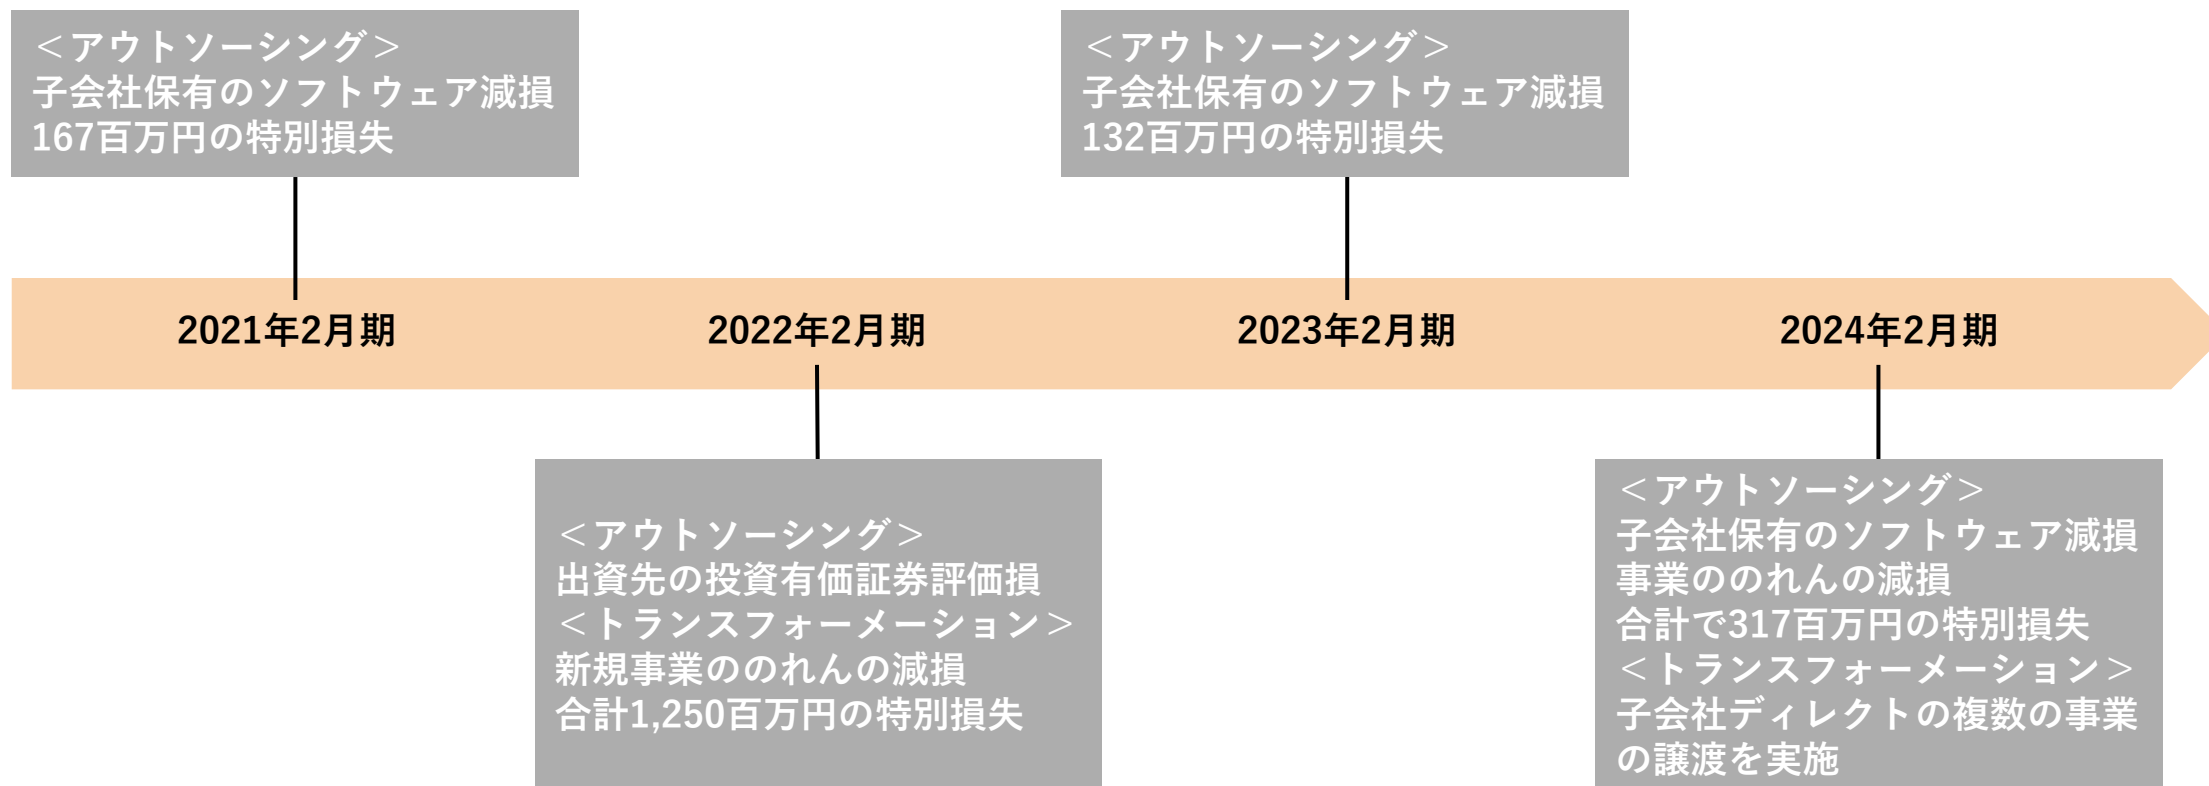 ＜アウトソーシング＞
子会社保有のソフトウェア減損
167百万円の特別損失
＜アウトソーシング＞
子会社保有のソフトウェア減損
132百万円の特別損失
2021年2月期
2022年2月期
2023年2月期
2024年2月期
＜アウトソーシング＞
出資先の投資有価証券評価損
＜トランスフォーメーション＞
新規事業ののれんの減損
合計1,250百万円の特別損失
＜アウトソーシング＞
子会社保有のソフトウェア減損
事業ののれんの減損
合計で317百万円の特別損失
＜トランスフォーメーション＞
子会社ディレクトの複数の事業
の譲渡を実施